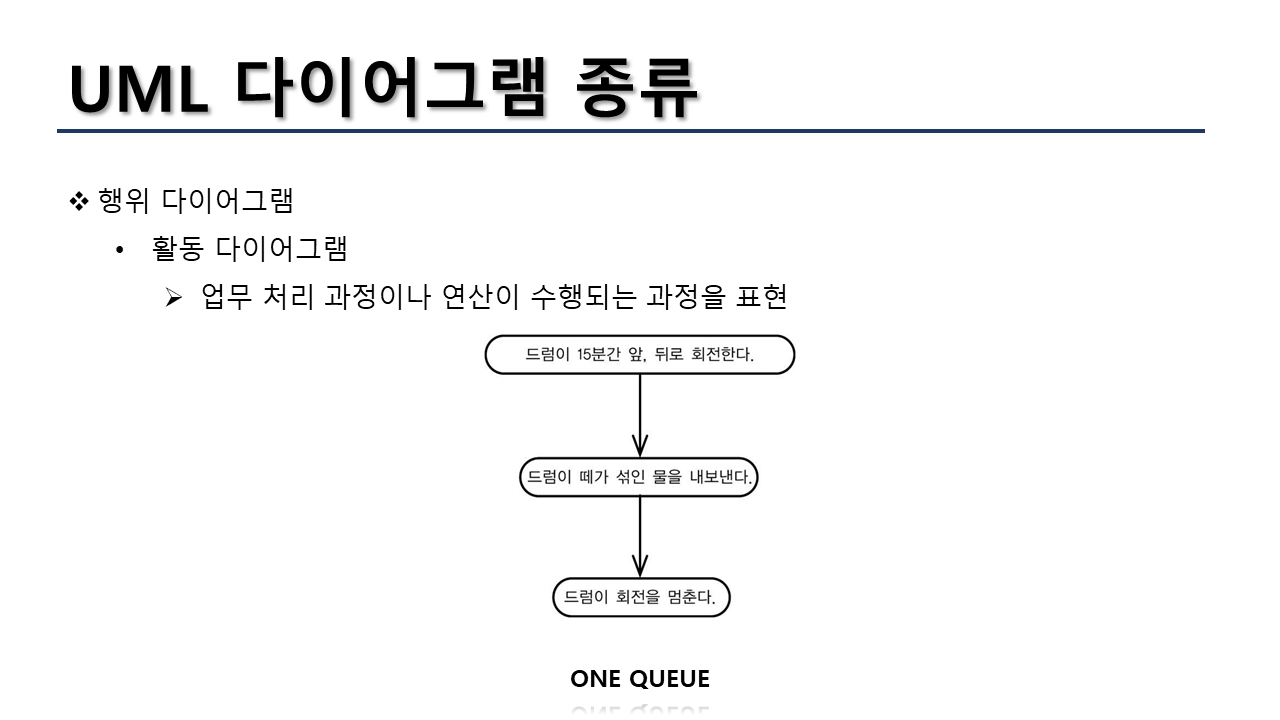 UML 다이어그램 종류
❖ 행위 다이어그램
• 활동 다이어그램
➢ 업무 처리 과정이나 연산이 수행되는 과정을 표현
드럼이 15분간 앞, 뒤로 회전한다.
드럼이 떼가 섞인 물을 내보낸다.
드럼이 회전을 멈춘다.
ONE QUEUE